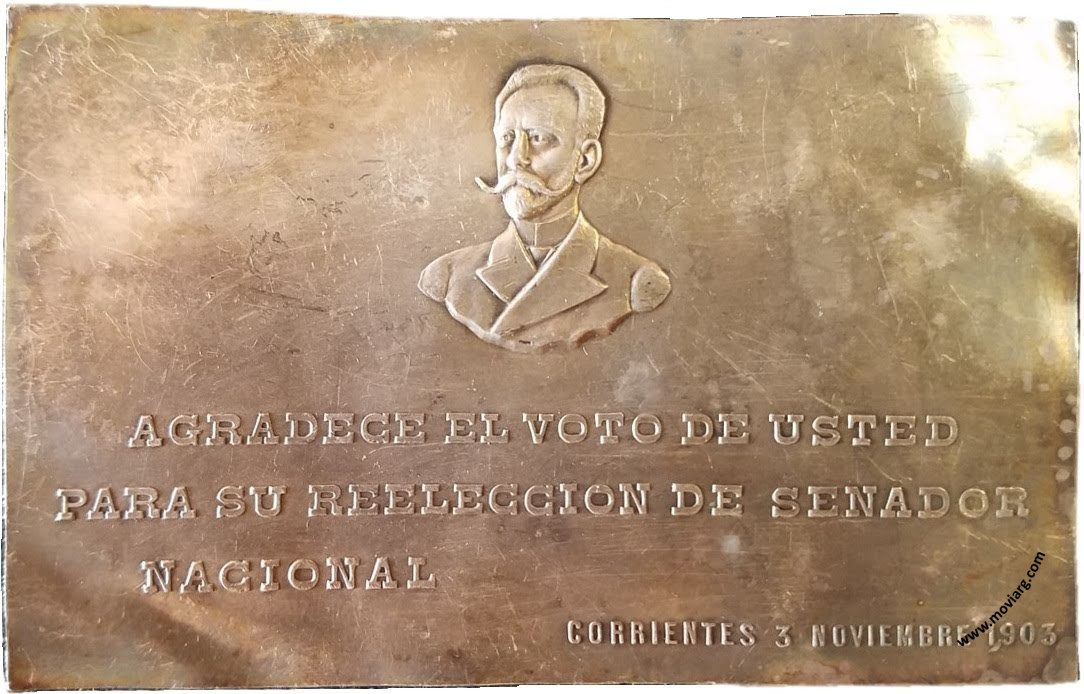 AGRADECE EL VOTO DE USTED
PARA SU REELECCION DE SENADOR
NACIONAL
CORRIENTES 3 NOVIEMBRE 1903
www.moviarg.com